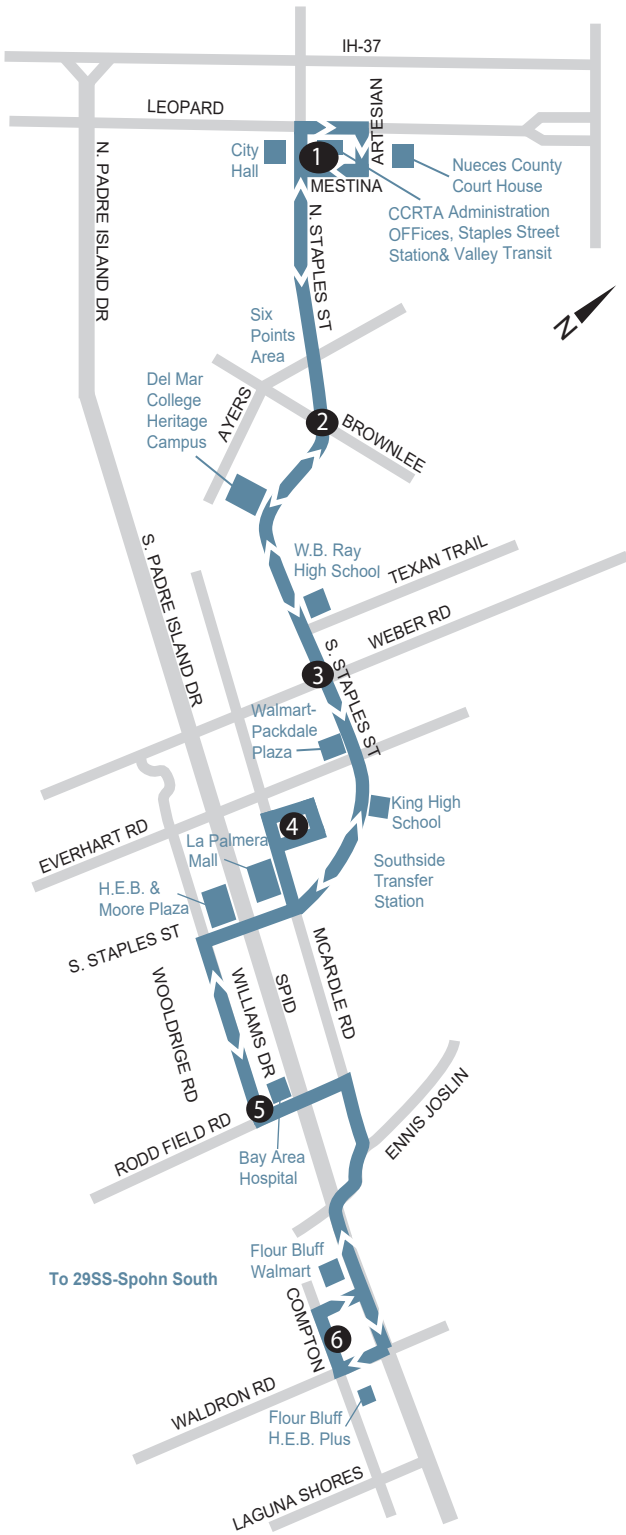 IH-37
LEOPARD
ARTESIAN
City
Hall
1
Nueces County
Court House
MESTINA
CCRTA Administration
OFFices, Staples Street
Station& Valley Transit
N. PADRE ISLAND DR
N. STAPLES ST
N
Six
Points
Area
Del Mar
College
Heritage
Campus
AYERS
2
BROWNLEE
W.B. Ray
High School
TEXAN TRAIL
S. PADRE ISLAND DR
WEBER RD
3
S. STAPLES ST
Walmart-
Packdale
Plaza
King High
School
EVERHART RD
4
La Palmera
Mall
Southside
Transfer
Station
H.E.B. &
Moore Plaza
S. STAPLES ST
WOOLDRIGE RD
WILLIAMS DR
SPID
MCARDLE RD
5
RODD FIELD RD
ENNIS JOSLIN
Bay Area
Hospital
Flour Bluff
Walmart
To 29SS-Spohn South
COMPTON
6
WALDRON RD
Flour Bluff
H.E.B. Plus
LAGUNA SHORES